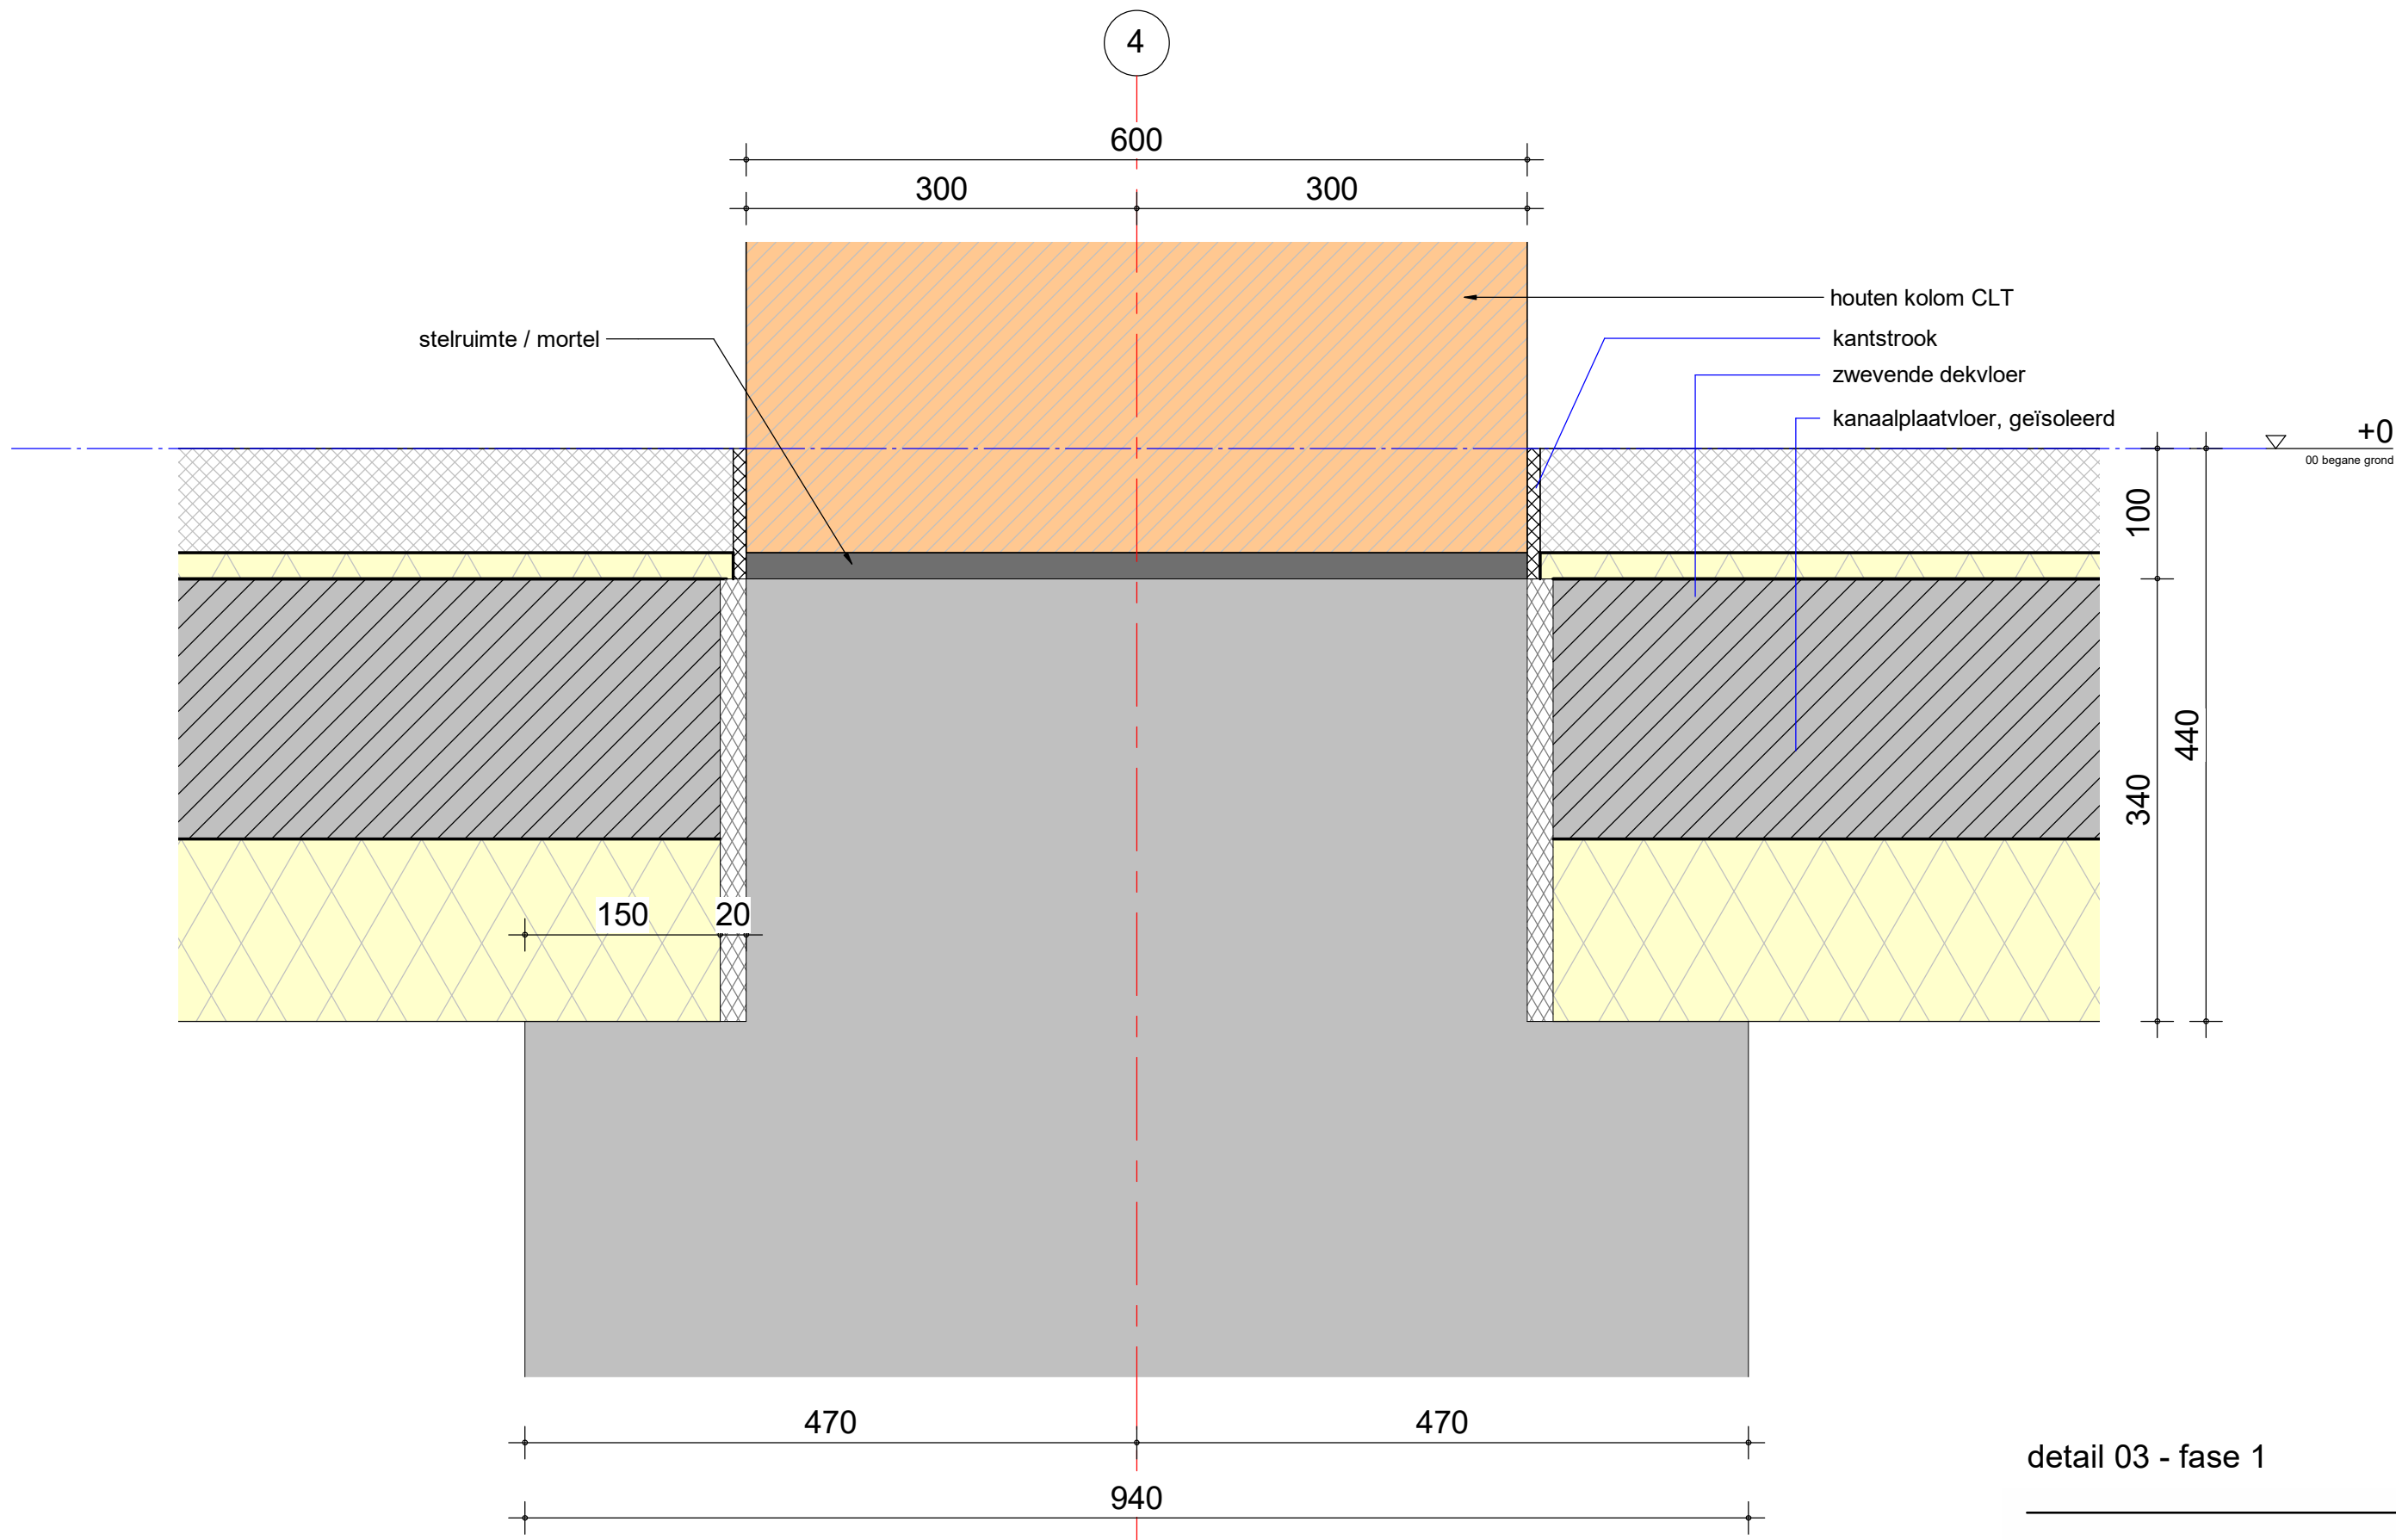 4
600
300
300
houten kolom CLT
stelruimte / mortel
kantstrook
zwevende dekvloer
kanaalplaatvloer, geïsoleerd
+0
00 begane grond
100
440
340
150
20
470
470
detail 03 - fase 1
940